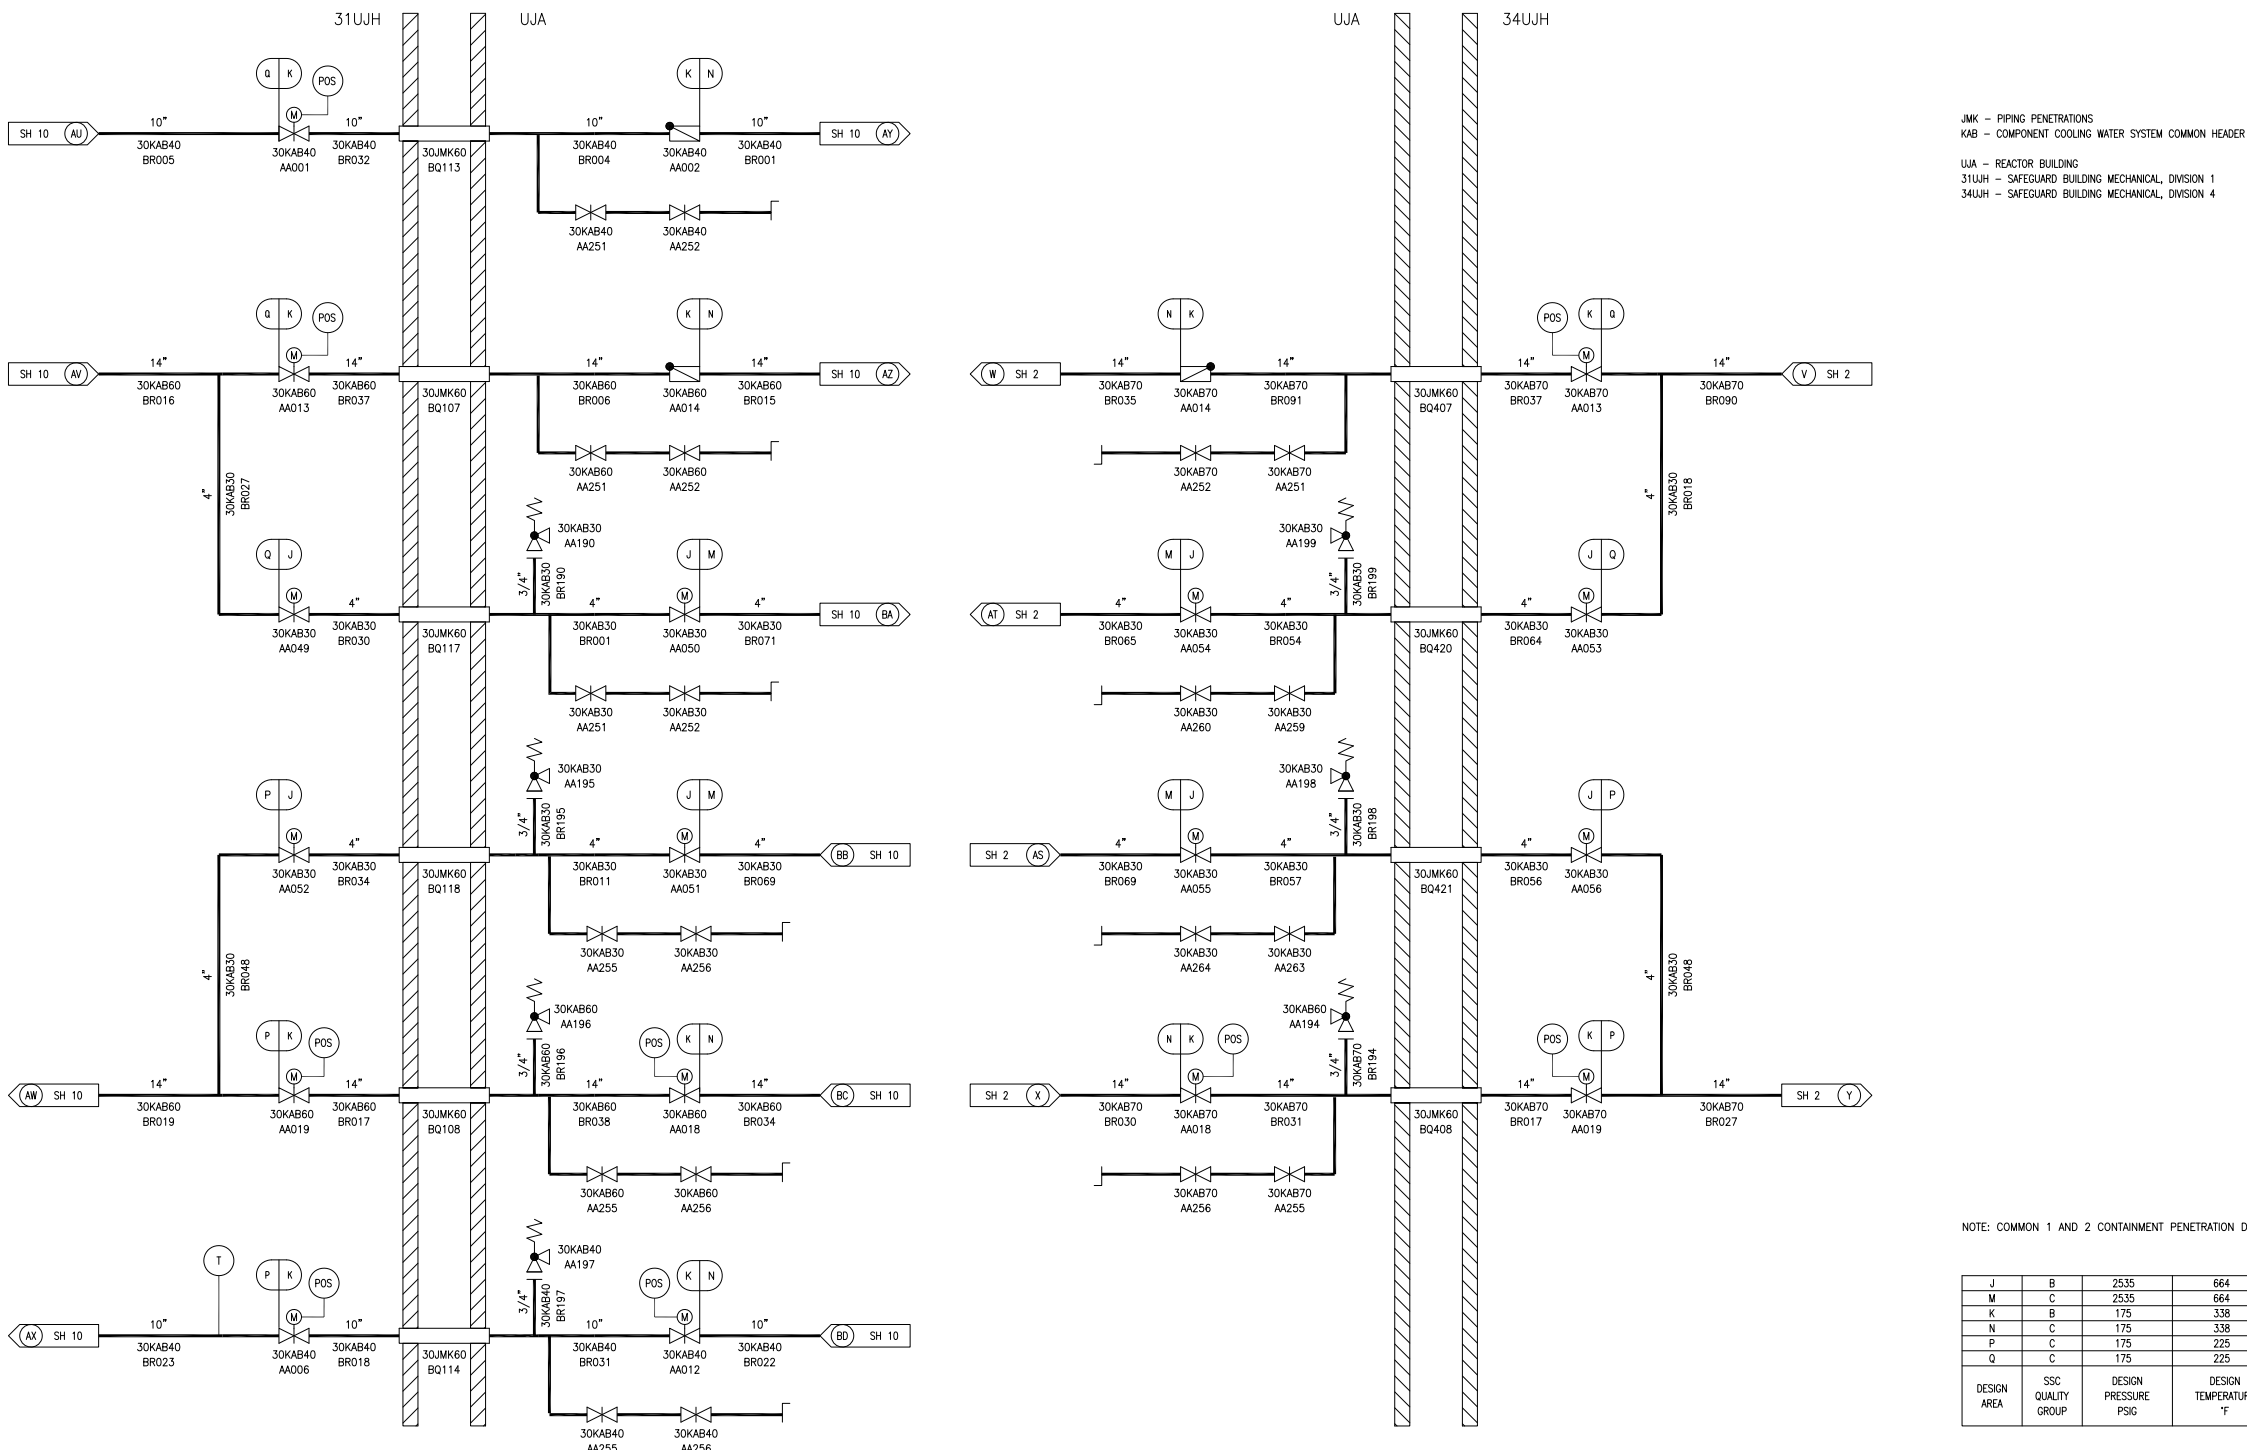 31UJH
UJA
Q K
POS
K N
M
SH 10 AU
10"
30KAB40
BR005
30KAB40
AA001
10"
30KAB40
BR032
30JMK60
BQ113
10"
30KAB40
BR004
30KAB40
AA002
10"
30KAB40
BR001
SH 10 AY
30KAB40
AA251
30KAB40
AA252
Q K
POS
K N
M
SH 10 AV
14"
30KAB60
BR016
30KAB60
AA013
14"
30KAB60
BR037
30JMK60
BQ107
14"
30KAB60
BR006
30KAB60
AA014
14"
30KAB60
BR015
SH 10 AZ
30KAB60
AA251
30KAB60
AA252
4"
30KAB30
BR027
30KAB30
AA190
3/4"
30KAB30
BR190
Q J
J M
M
M
30KAB30
AA049
4"
30KAB30
BR030
30JMK60
BQ117
4"
30KAB30
BR001
30KAB30
AA050
4"
30KAB30
BR071
SH 10 BA
30KAB30
AA251
30KAB30
AA252
30KAB30
AA195
3/4"
30KAB30
BR195
P J
J M
M
M
30KAB30
AA052
4"
30KAB30
BR034
30JMK60
BQ118
4"
30KAB30
BR011
30KAB30
AA051
4"
30KAB30
BR069
BB SH 10
30KAB30
AA255
30KAB30
AA256
4"
30KAB30
BR048
30KAB60
AA196
3/4"
30KAB60
BR196
P K
POS
POS
K N
M
M
AW SH 10
14"
30KAB60
BR019
30KAB60
AA019
14"
30KAB60
BR017
30JMK60
BQ108
14"
30KAB60
BR038
30KAB60
AA018
14"
30KAB60
BR034
BC SH 10
30KAB60
AA255
30KAB60
AA256
30KAB40
AA197
3/4"
30KAB40
BR197
T
P K
POS
POS
K N
M
M
AX SH 10
10"
30KAB40
BR023
30KAB40
AA006
10"
30KAB40
BR018
30JMK60
BQ114
10"
30KAB40
BR031
30KAB40
AA012
10"
30KAB40
BR022
BD SH 10
30KAB40
AA255
30KAB40
AA256
UJA
34UJH
N K
POS
K Q
M
W SH 2
14"
30KAB70
BR035
30KAB70
AA014
14"
30KAB70
BR091
30JMK60
BQ407
14"
30KAB70
BR037
30KAB70
AA013
14"
30KAB70
BR090
V SH 2
30KAB70
AA252
30KAB70
AA251
4"
30KAB30
BR018
30KAB30
AA199
3/4"
30KAB30
BR199
M J
J Q
M
M
AT SH 2
4"
30KAB30
BR065
30KAB30
AA054
4"
30KAB30
BR054
30JMK60
BQ420
4"
30KAB30
BR064
30KAB30
AA053
30KAB30
AA260
30KAB30
AA259
30KAB30
AA198
3/4"
30KAB30
BR198
M J
J P
M
M
SH 2 AS
4"
30KAB30
BR069
30KAB30
AA055
4"
30KAB30
BR057
30JMK60
BQ421
4"
30KAB30
BR056
30KAB30
AA056
30KAB30
AA264
30KAB30
AA263
4"
30KAB30
BR048
30KAB60
AA194
3/4"
30KAB70
BR194
N K
POS
POS
K P
M
M
SH 2 X
14"
30KAB70
BR030
30KAB70
AA018
14"
30KAB70
BR031
30JMK60
BQ408
14"
30KAB70
BR017
30KAB70
AA019
14"
30KAB70
BR027
SH 2 Y
30KAB70
AA256
30KAB70
AA255
JMK – PIPING PENETRATIONS
KAB – COMPONENT COOLING WATER SYSTEM COMMON HEADER
UJA – REACTOR BUILDING
31UJH – SAFEGUARD BUILDING MECHANICAL, DIVISION 1
34UJH – SAFEGUARD BUILDING MECHANICAL, DIVISION 4
NOTE: COMMON 1 AND 2 CONTAINMENT PENETRATION D
J B 2535 664
M C 2535 664
K B 175 338
N C 175 338
P C 175 225
Q C 175 225
DESIGN AREA SSC QUALITY GROUP DESIGN PRESSURE PSIG DESIGN TEMPERATUR °F